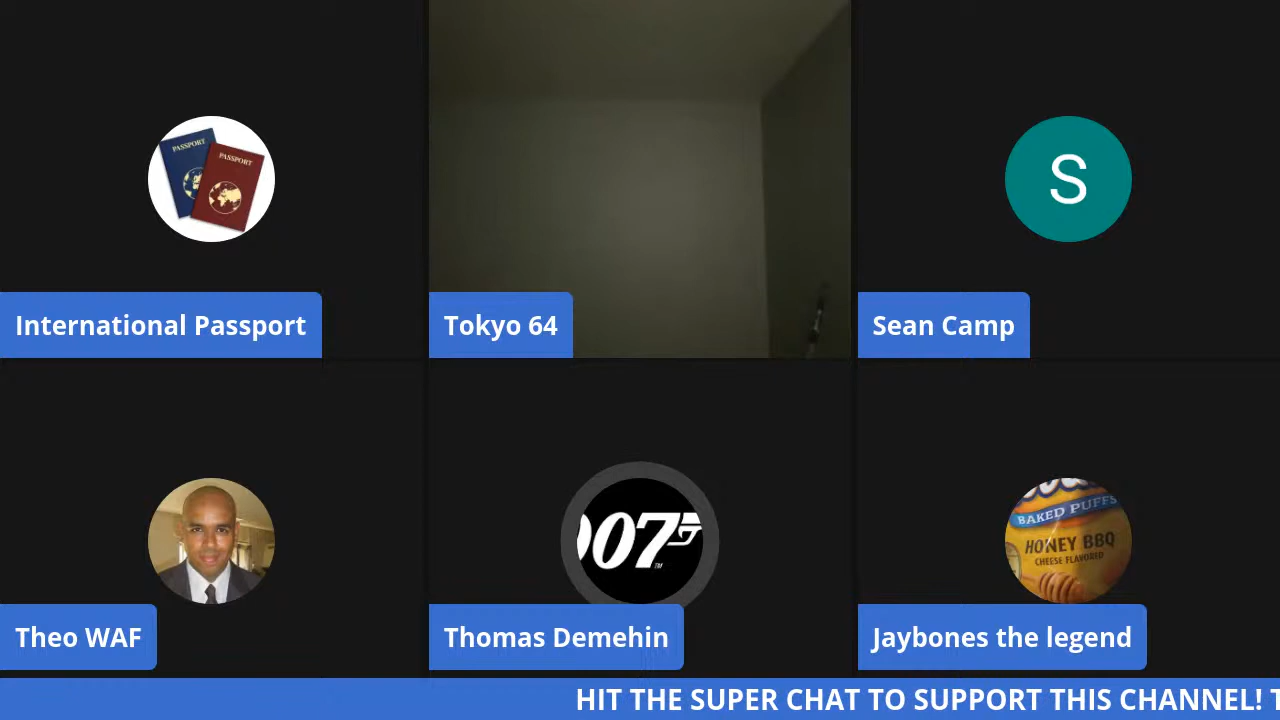 PASSPORT
PASSPORT
S
International Passport
Tokyo 64
Sean Camp
007
TM
BAKED PUFFS
HONEY BBQ
CHEESE FLAVORED
Theo WAF
Thomas Demehin
Jaybones the legend
HIT THE SUPER CHAT TO SUPPORT THIS CHANNEL! T